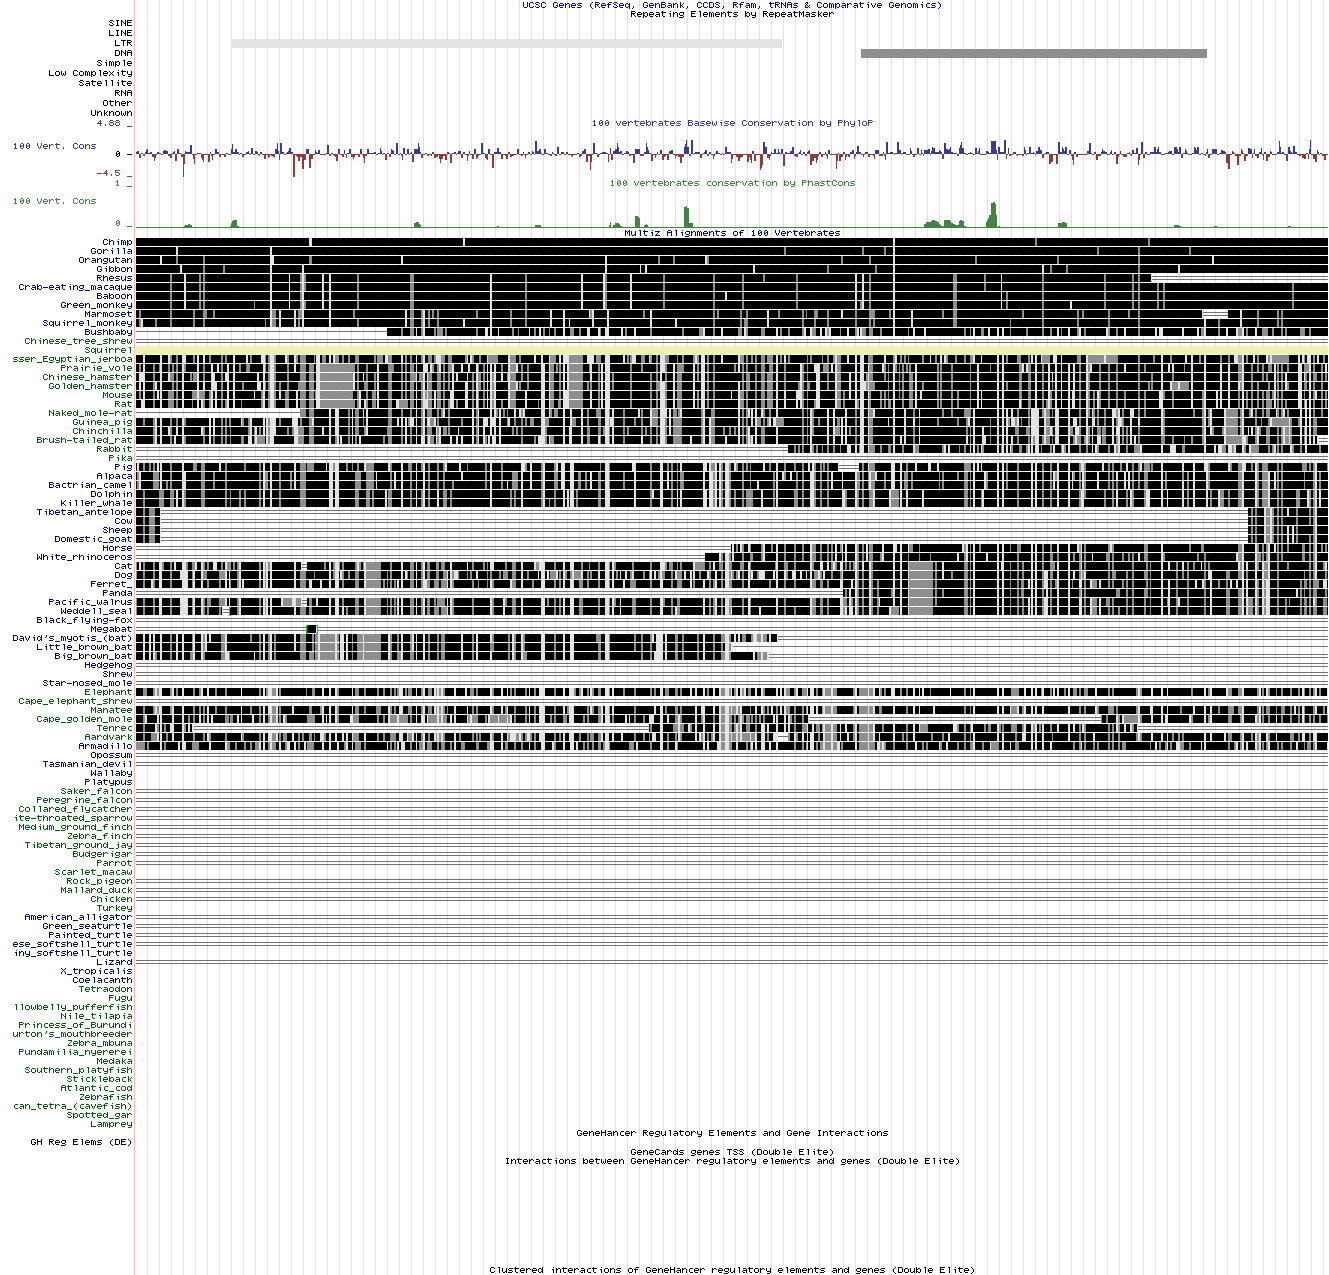 UCSC Genes (RefSeq, GenBank, CCDS, Rfam, tRNAs & Comparative Genomics)
Repeating Elements by RepeatMasker
SINE
LINE
LTR
DNA
Simple
Low Complexity
Satellite
RNA
Other
Unknown
4.88 _
100 vertebrates Basewise Conservation by PhyloP
100 Vert. Cons
0 _
-4.5 _
1 _
100 vertebrates conservation by PhastCons
100 Vert. Cons
0 _
Multiz Alignments of 100 Vertebrates
Chimp
Gorilla
Orangutan
Gibbon
Rhesus
Crab-eating_macaque
Baboon
Green_monkey
Marmoset
Squirrel_monkey
Bushbaby
Chinese_tree_shrew
Squirrel
sser_Egyptian_jerboa
Prairie_vole
Chinese_hamster
Golden_hamster
Mouse
Rat
Naked_mole-rat
Guinea_pig
Chinchilla
Brush-tailed_rat
Rabbit
Pika
Pig
Alpaca
Bactrian_camel
Dolphin
Killer_whale
Tibetan_antelope
Cow
Sheep
Domestic_goat
Horse
White_rhinoceros
Cat
Dog
Ferret_
Panda
Pacific_walrus
Weddell_seal
Black_flying-fox
Megabat
David's_myotis_(bat)
Little_brown_bat
Big_brown_bat
Hedgehog
Shrew
Star-nosed_mole
Elephant
Cape_elephant_shrew
Manatee
Cape_golden_mole
Tenrec
Aardvark
Armadillo
Opossum
Tasmanian_devil
Wallaby
Platypus
Saker_falcon
Peregrine_falcon
Collared_flycatcher
ite-throated_sparrow
Medium_ground_finch
Zebra_finch
Tibetan_ground_jay
Budgerigar
Parrot
Scarlet_macaw
Rock_pigeon
Mallard_duck
Chicken
Turkey
American_alligator
Green_seaturtle
Painted_turtle
ese_softshell_turtle
iny_softshell_turtle
Lizard
X_tropicalis
Coelacanth
Tetraodon
Fugu
llowbelly_pufferfish
Nile_tilapia
Princess_of_Burundi
urton's_mouthbreeder
Zebra_mbuna
Pundamilia_nyererei
Medaka
Southern_platyfish
Stickleback
Atlantic_cod
Zebrafish
can_tetra_(cavefish)
Spotted_gar
Lamprey
GeneHancer Regulatory Elements and Gene Interactions
GH Reg Elems (DE)
GeneCards genes TSS (Double Elite)
Interactions between GeneHancer regulatory elements and genes (Double Elite)
Clustered interactions of GeneHancer regulatory elements and genes (Double Elite)